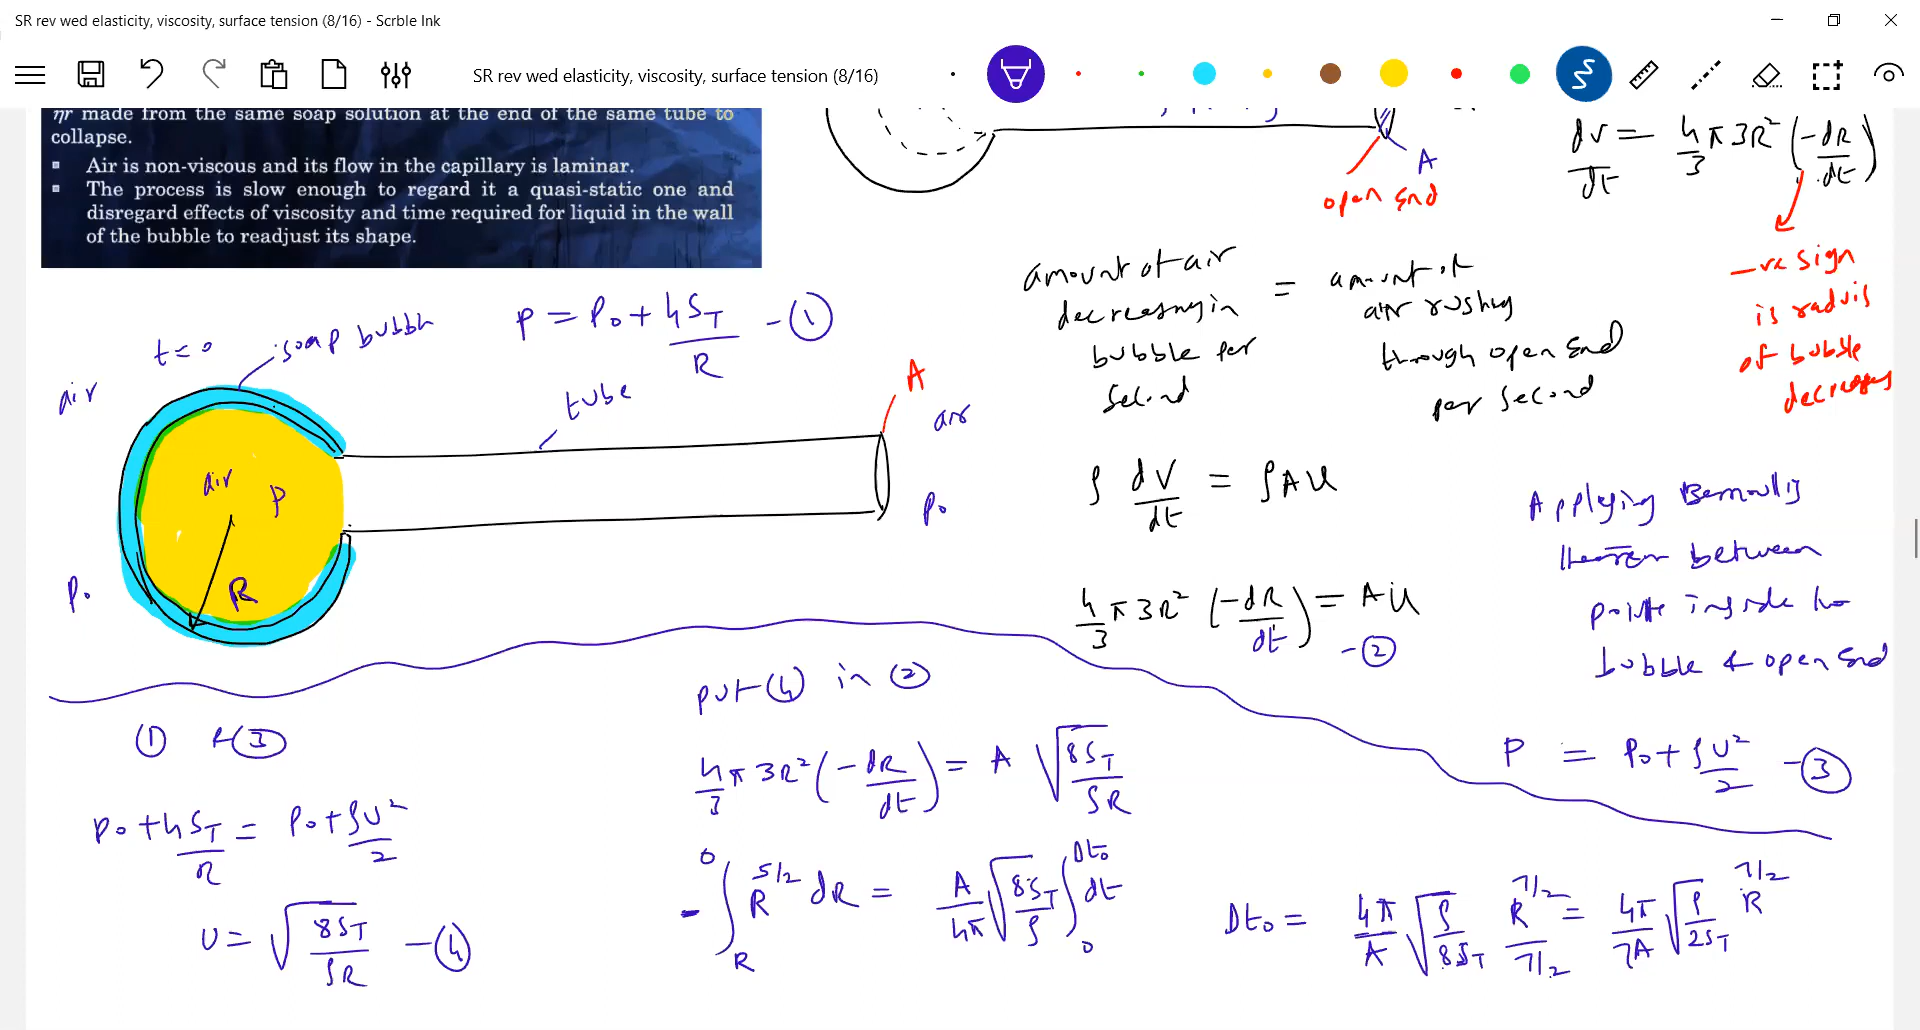 SR rev wed elasticity, viscosity, surface tension (8/16) - Scrble Ink
SR rev wed elasticity, viscosity, surface tension (8/16)
ηr made from the same soap solution at the end of the same tube to
collapse.
▪ Air is non-viscous and its flow in the capillary is laminar.
▪ The process is slow enough to regard it a quasi-static one and
disregard effects of viscosity and time required for liquid in the wall
of the bubble to readjust its shape.
A
open End
dV/dt = 4/3 π 3R² (-dR/dt)
-ve sign
is radius
of bubble
decreases
amount of air
decreasing in
bubble per
second
=
amount of
air rushing
through open end
per second
t=0
soap bubble
P = P₀ + 4S_T/R -①
air
tube
A
air
air
P
R
P₀
P₀
ρ dV/dt = ρAu
4/3 π 3R² (-dR/dt) = Au
-②
Applying Bernoulli's
theorem between
points inside
bubble & open End
P = P₀ + ρu²/2 -③
① & ③
P₀ + 4S_T/R = P₀ + ρu²/2
u = √(8S_T/ρR) -④
put ④ in ②
4/3 π 3R² (-dR/dt) = A √(8S_T/ρR)
-∫_R^0 R^5/2 dR = A/4π √(8S_T/ρ) ∫_0^Δt₀ dt
Δt₀ = 4π/A √(ρ/8S_T) R^7/2/7/2 = 4π/7A √(ρ/2S_T) R^7/2